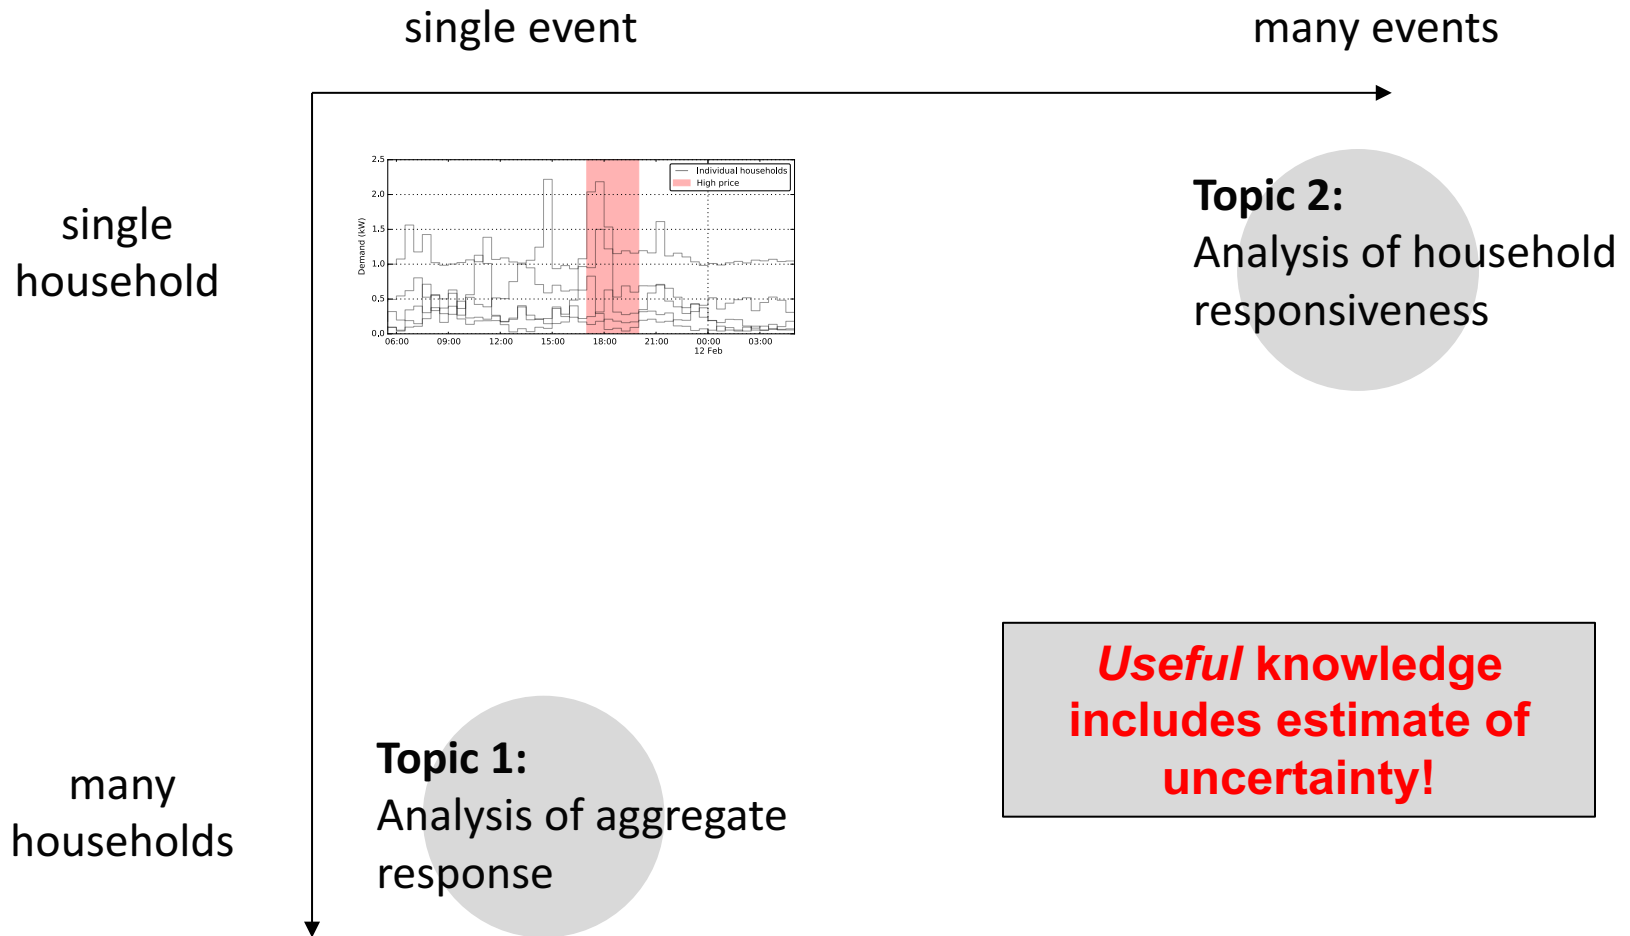 single event
many events
single
household
2.5
2.0
1.5
1.0
0.5
0.0
Demand (kW)
Individual households
High price
06:00
09:00
12:00
15:00
18:00
21:00
00:00
03:00
12 Feb
Topic 2:
Analysis of household
responsiveness
Useful knowledge
includes estimate of
uncertainty!
many
households
Topic 1:
Analysis of aggregate
response